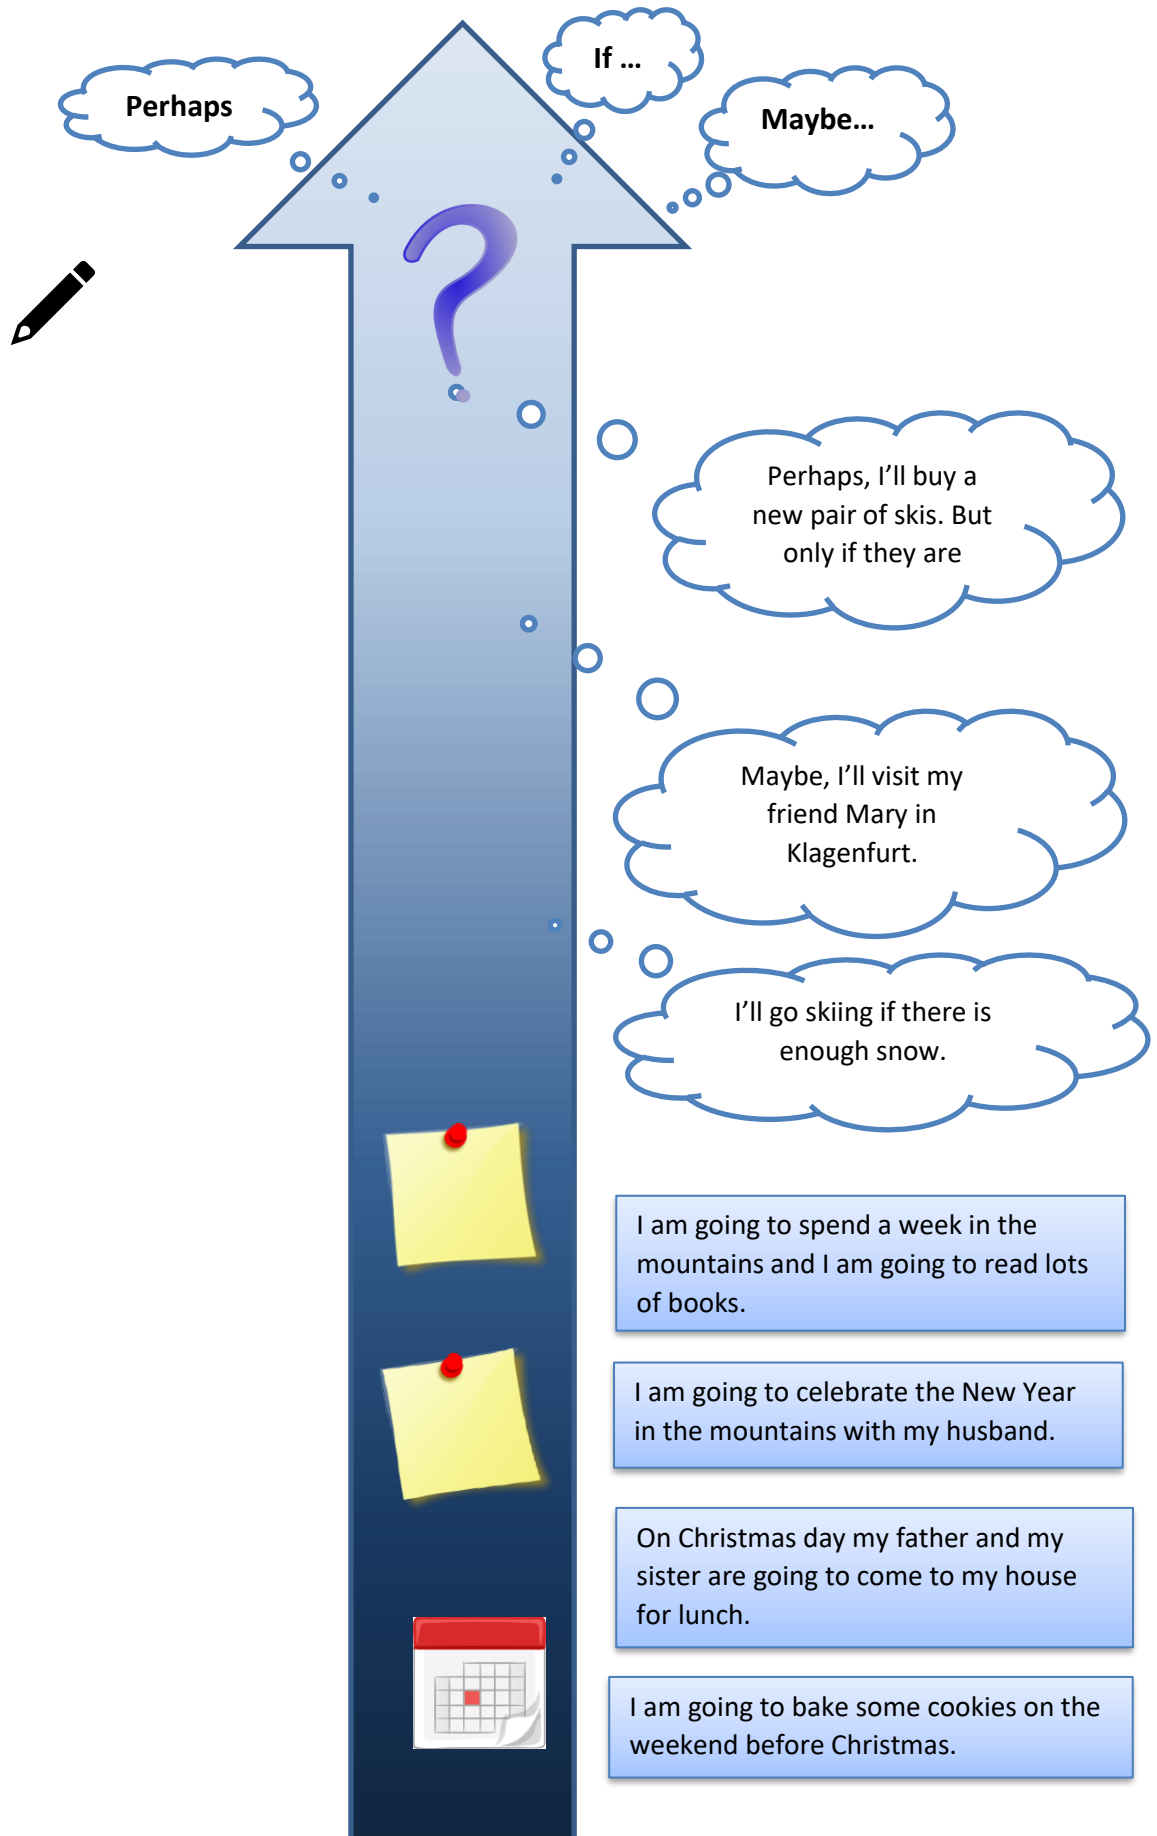 If …
Perhaps
Maybe…
Perhaps, I’ll buy a
new pair of skis. But
only if they are
Maybe, I’ll visit my
friend Mary in
Klagenfurt.
I’ll go skiing if there is
enough snow.
I am going to spend a week in the
mountains and I am going to read lots
of books.
I am going to celebrate the New Year
in the mountains with my husband.
On Christmas day my father and my
sister are going to come to my house
for lunch.
I am going to bake some cookies on the
weekend before Christmas.